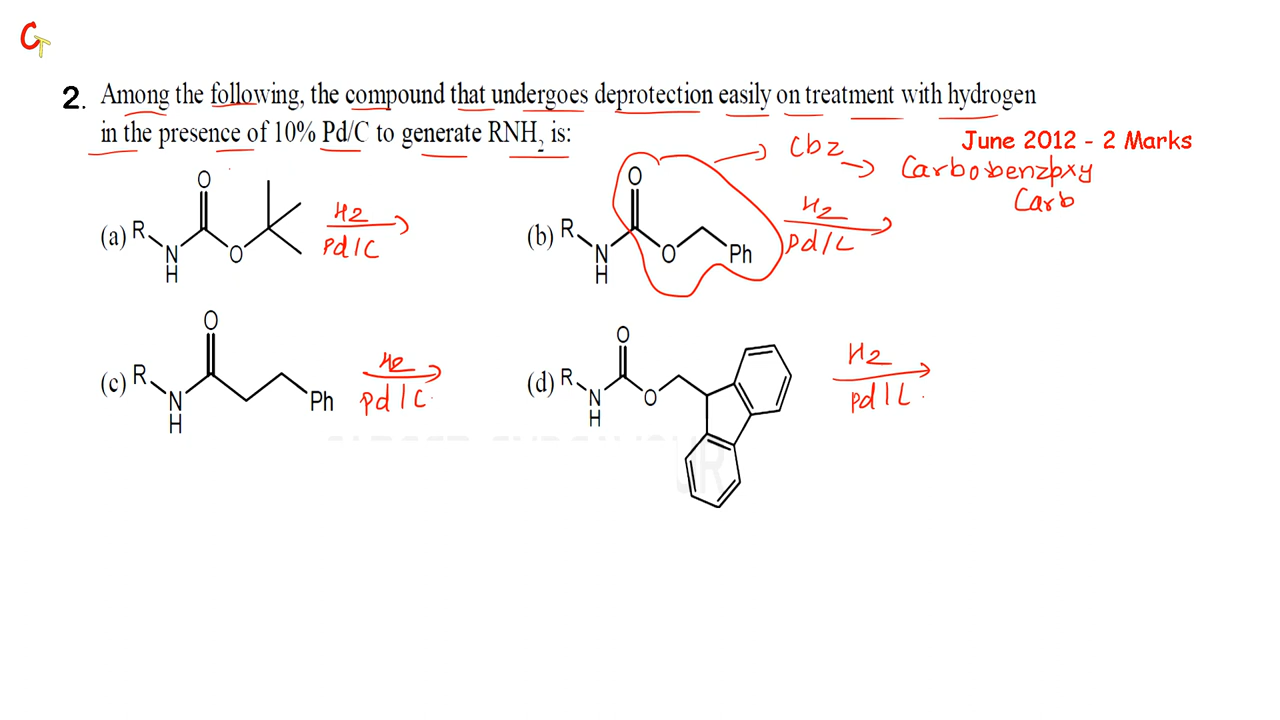 CT
2. Among the following, the compound that undergoes deprotection easily on treatment with hydrogen
in the presence of 10% Pd/C to generate RNH2 is:
June 2012 - 2 Marks
Cbz
Carbobenzoxy
Carb
(a) R N H O O
H2
Pd/C
(b) R N H O O Ph
H2
Pd/C
(c) R N H O Ph
H2
Pd/C
(d) R N H O O
H2
Pd/C